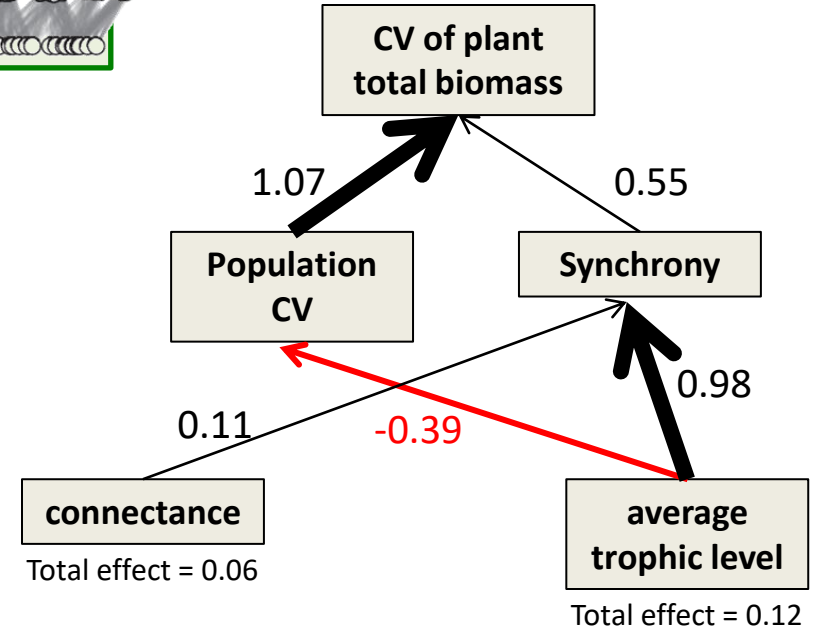 CV of plant
total biomass
1.07
0.55
Population
CV
Synchrony
0.98
0.11
-0.39
connectance
average
trophic level
Total effect = 0.06
Total effect = 0.12